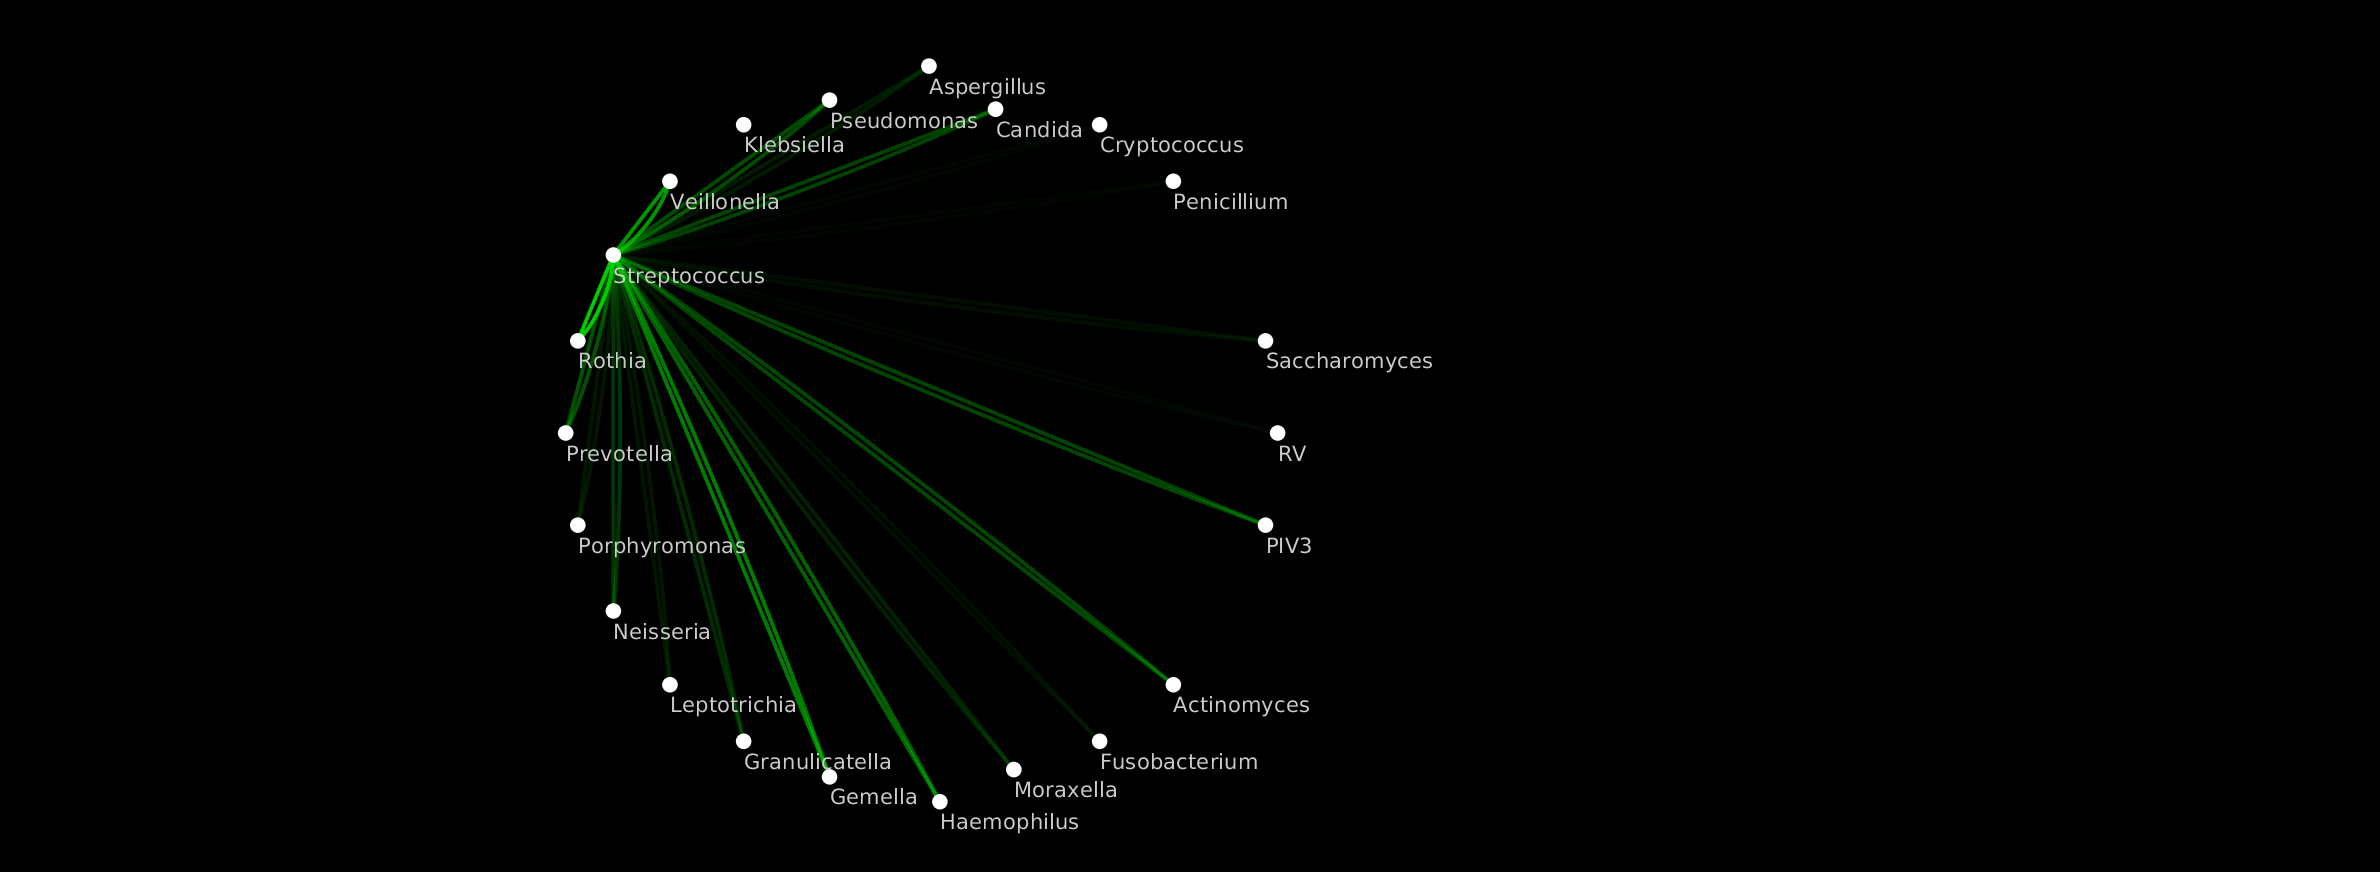 Aspergillus
Pseudomonas
Candida
Klebsiella
Cryptococcus
Veillonella
Penicillium
Streptococcus
Rothia
Saccharomyces
Prevotella
RV
Porphyromonas
PIV3
Neisseria
Leptotrichia
Actinomyces
Granulicatella
Fusobacterium
Gemella
Moraxella
Haemophilus